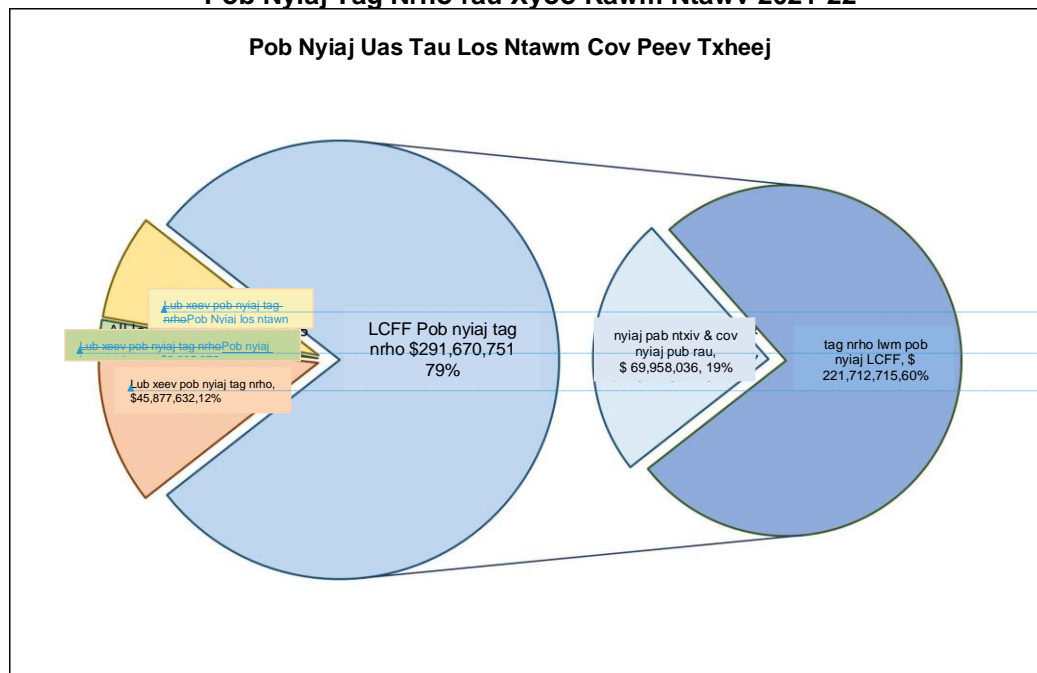 Pob Nyiaj Uas Tau Los Ntawm Cov Peev Txheej
Lub xeev pob nyiaj tag
nrhoPob Nyiaj los ntawn
Lub xeev pob nyiaj tag nrhoPob nyiaj
Lub xeev pob nyiaj tag nrho,
$45,877,632,12%
LCFF Pob nyiaj tag
nrho $291,670,751
79%
nyiaj pab ntxiv & cov
nyiaj pub rau,
$ 69,958,036, 19%
tag nrho lwm pob
nyiaj LCFF, $
221,712,715,60%